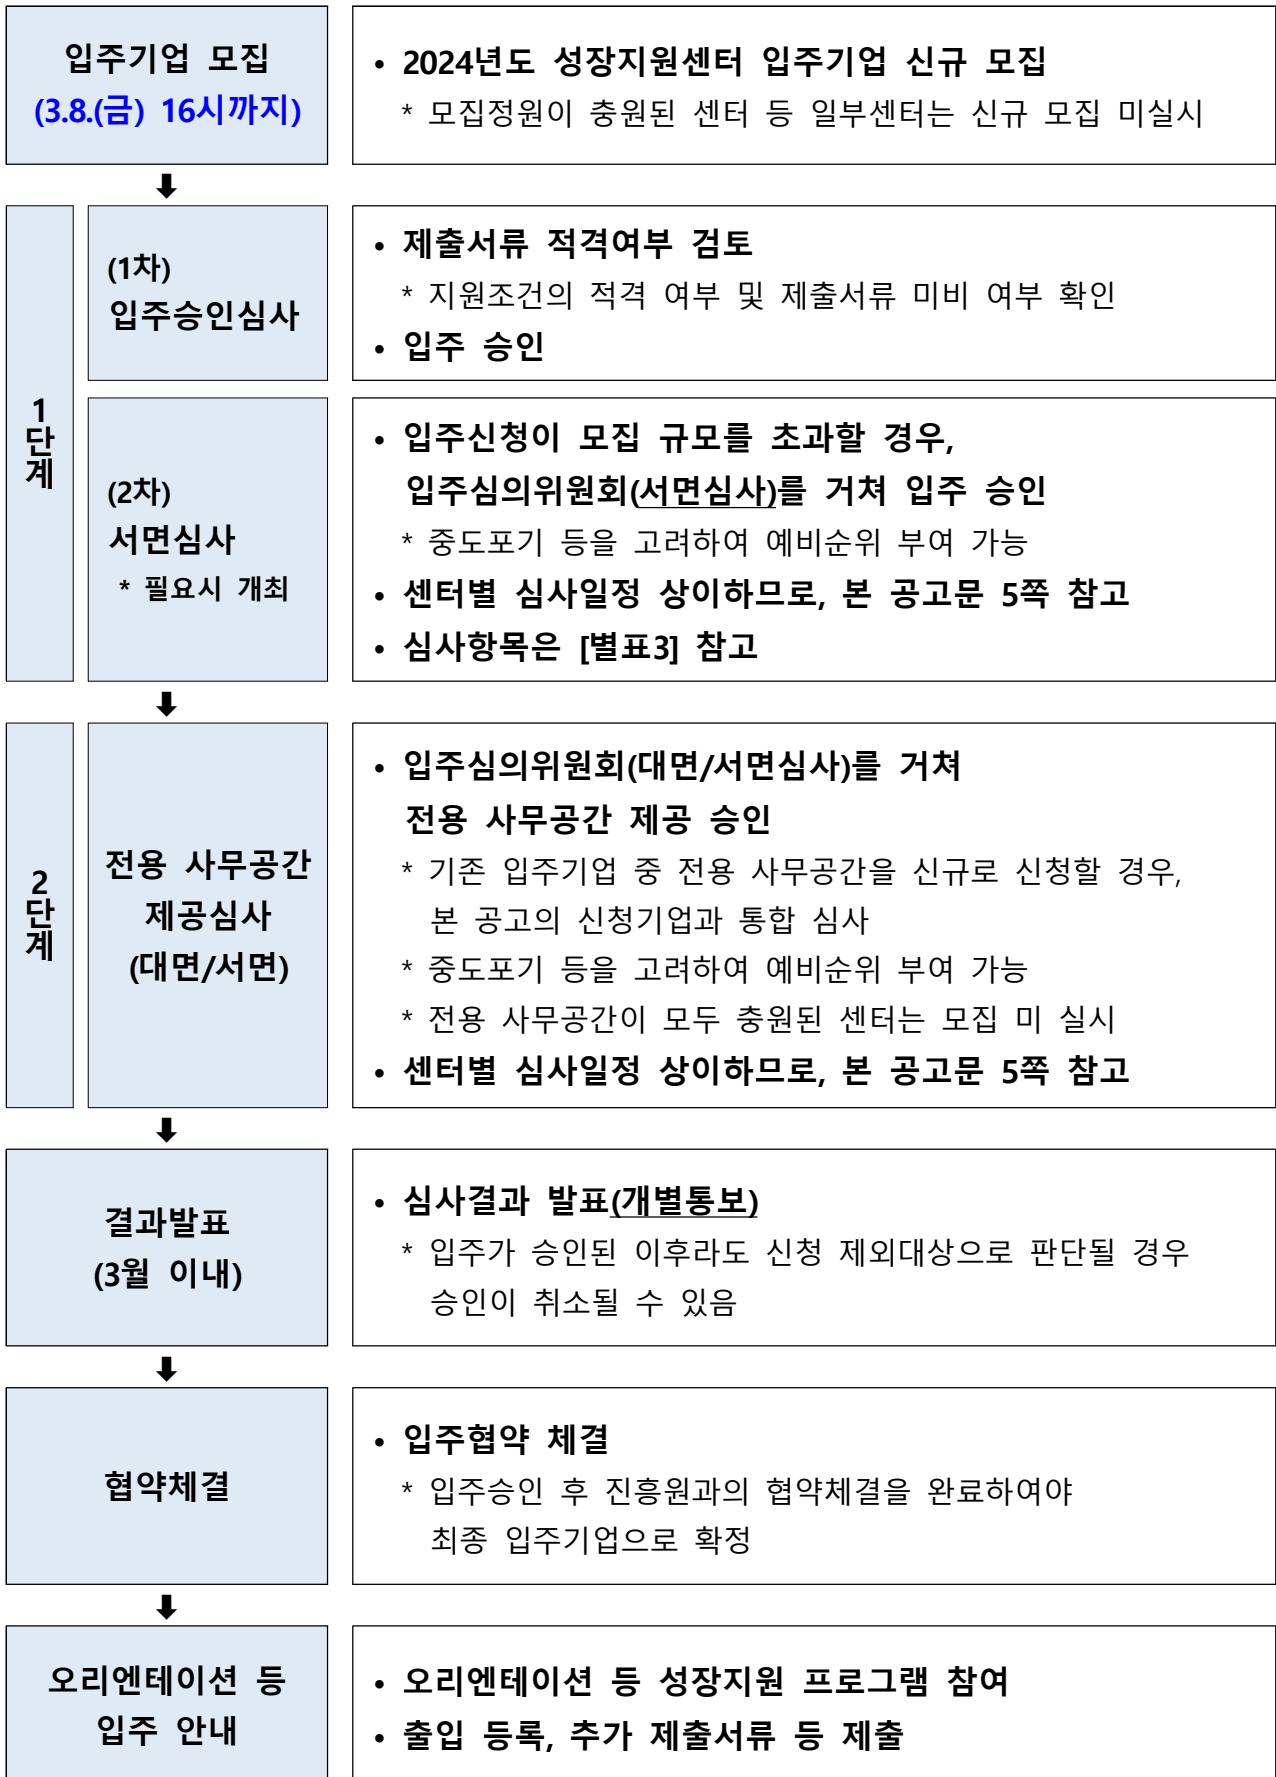 입주기업 모집
(3.8.(금) 16시까지)
• 2024년도 성장지원센터 입주기업 신규 모집
* 모집정원이 충원된 센터 등 일부센터는 신규 모집 미실시
1단계
(1차)
입주승인심사
• 제출서류 적격여부 검토
* 지원조건의 적격 여부 및 제출서류 미비 여부 확인
• 입주 승인
(2차)
서면심사
* 필요시 개최
• 입주신청이 모집 규모를 초과할 경우,
입주심의위원회(서면심사)를 거쳐 입주 승인
* 중도포기 등을 고려하여 예비순위 부여 가능
• 센터별 심사일정 상이하므로, 본 공고문 5쪽 참고
• 심사항목은 [별표3] 참고
2단계
전용 사무공간
제공심사
(대면/서면)
• 입주심의위원회(대면/서면심사)를 거쳐
전용 사무공간 제공 승인
* 기존 입주기업 중 전용 사무공간을 신규로 신청할 경우,
본 공고의 신청기업과 통합 심사
* 중도포기 등을 고려하여 예비순위 부여 가능
* 전용 사무공간이 모두 충원된 센터는 모집 미 실시
• 센터별 심사일정 상이하므로, 본 공고문 5쪽 참고
결과발표
(3월 이내)
• 심사결과 발표(개별통보)
* 입주가 승인된 이후라도 신청 제외대상으로 판단될 경우
승인이 취소될 수 있음
협약체결
• 입주협약 체결
* 입주승인 후 진흥원과의 협약체결을 완료하여야
최종 입주기업으로 확정
오리엔테이션 등
입주 안내
• 오리엔테이션 등 성장지원 프로그램 참여
• 출입 등록, 추가 제출서류 등 제출